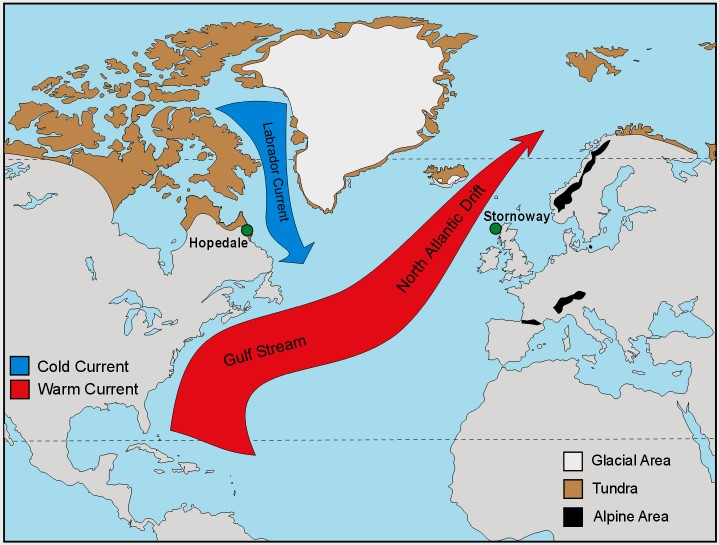 Labrador Current
North Atlantic Drift
Stornoway
Hopedale
Gulf Stream
Cold Current
Warm Current
Glacial Area
Tundra
Alpine Area